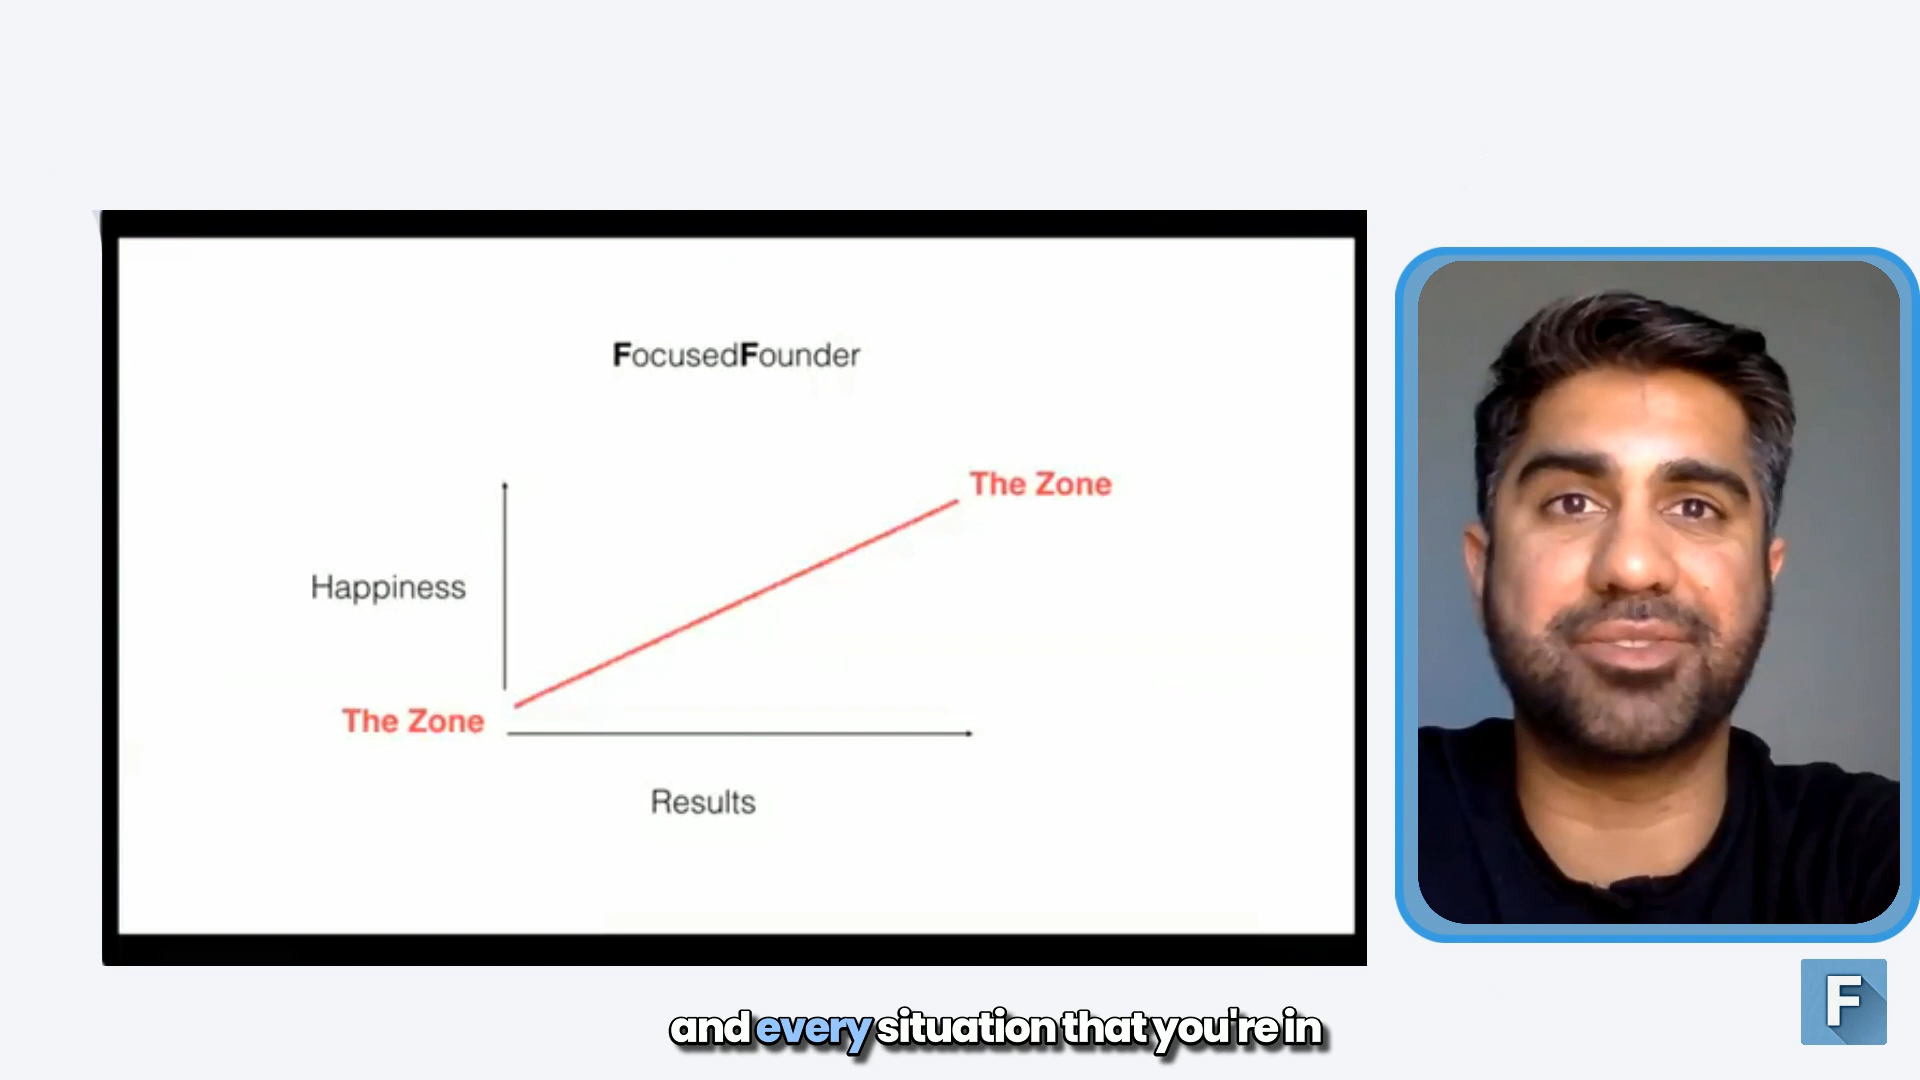 FocusedFounder
The Zone
Happiness
The Zone
Results
F
and every situation that you're in